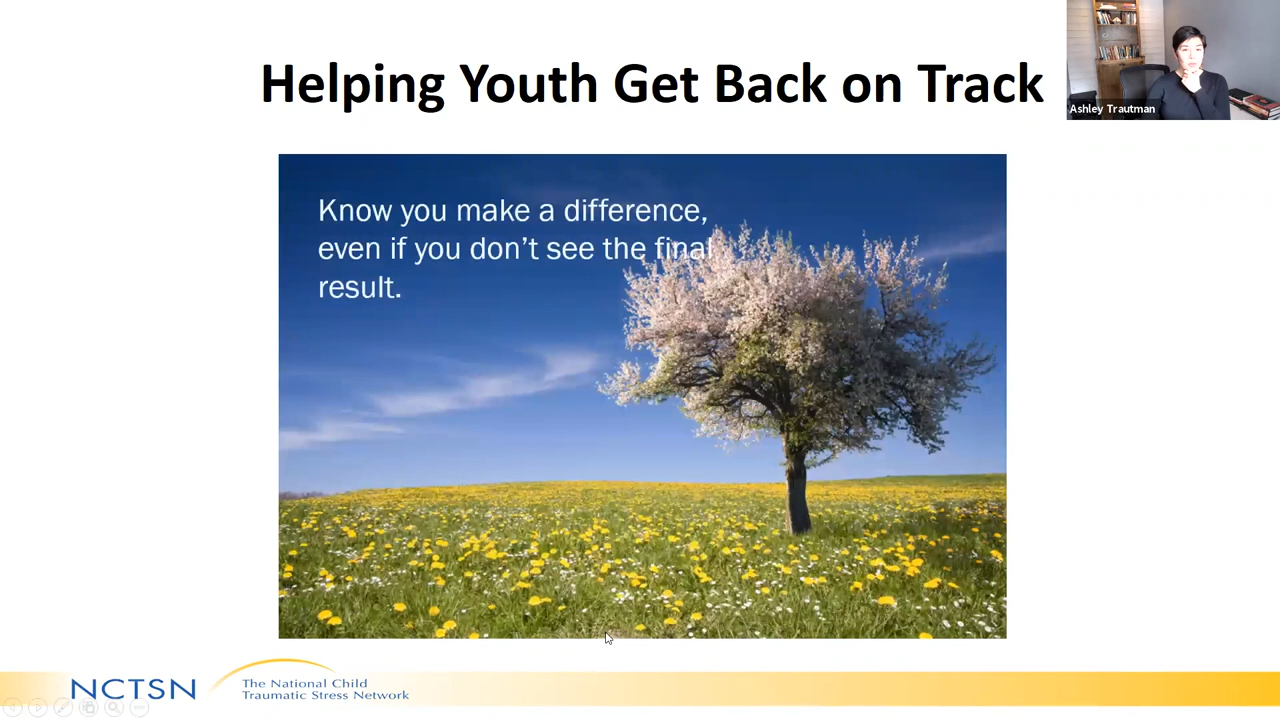 Helping Youth Get Back on Track
Ashley Trautman
Know you make a difference,
even if you don’t see the final
result.
NCTSN
The National Child
Traumatic Stress Network